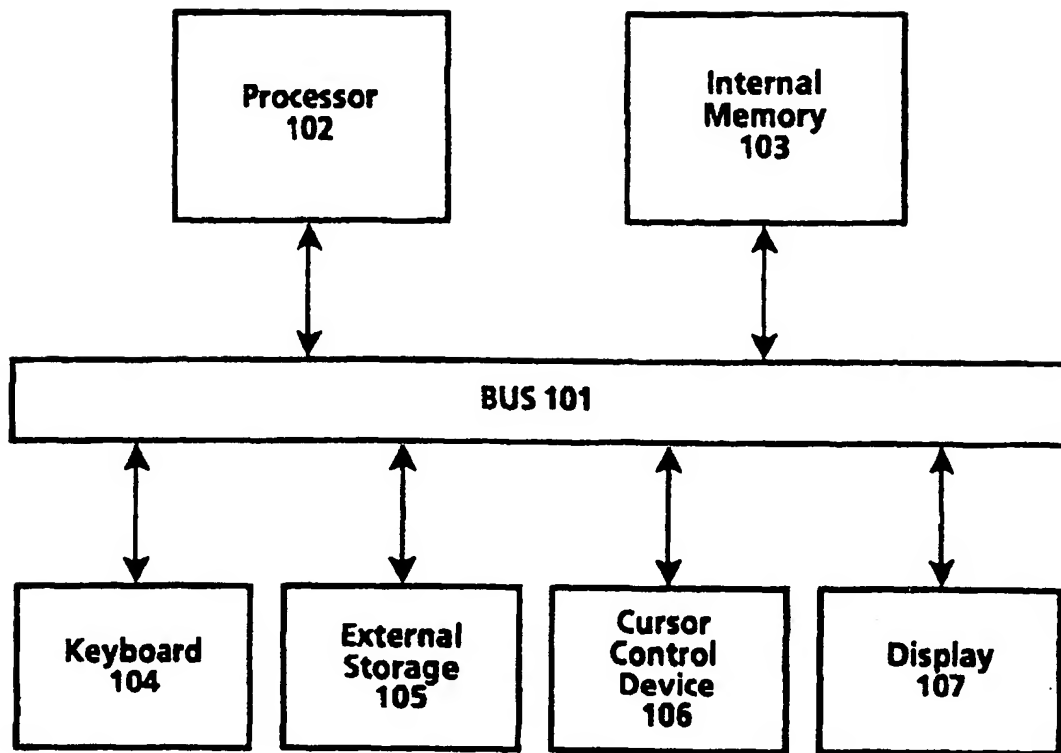 Processor
102
Internal
Memory
103
BUS 101
Keyboard
104
External
Storage
105
Cursor
Control
Device
106
Display
107